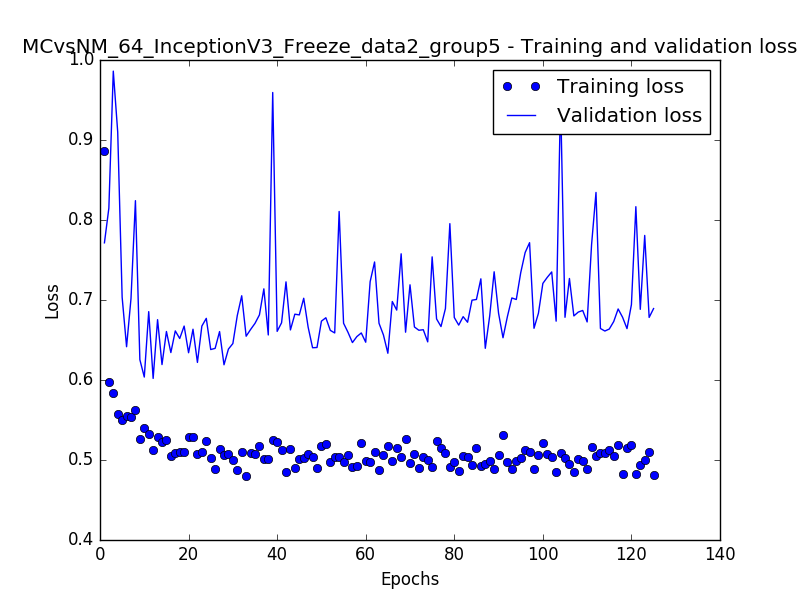 MCvsNM_64_InceptionV3_Freeze_data2_group5 - Training and validation loss
1.0
Training loss
Validation loss
0.9
0.8
0.7
Loss
0.6
0.5
0.4
0 20 40 60 80 100 120 140
Epochs